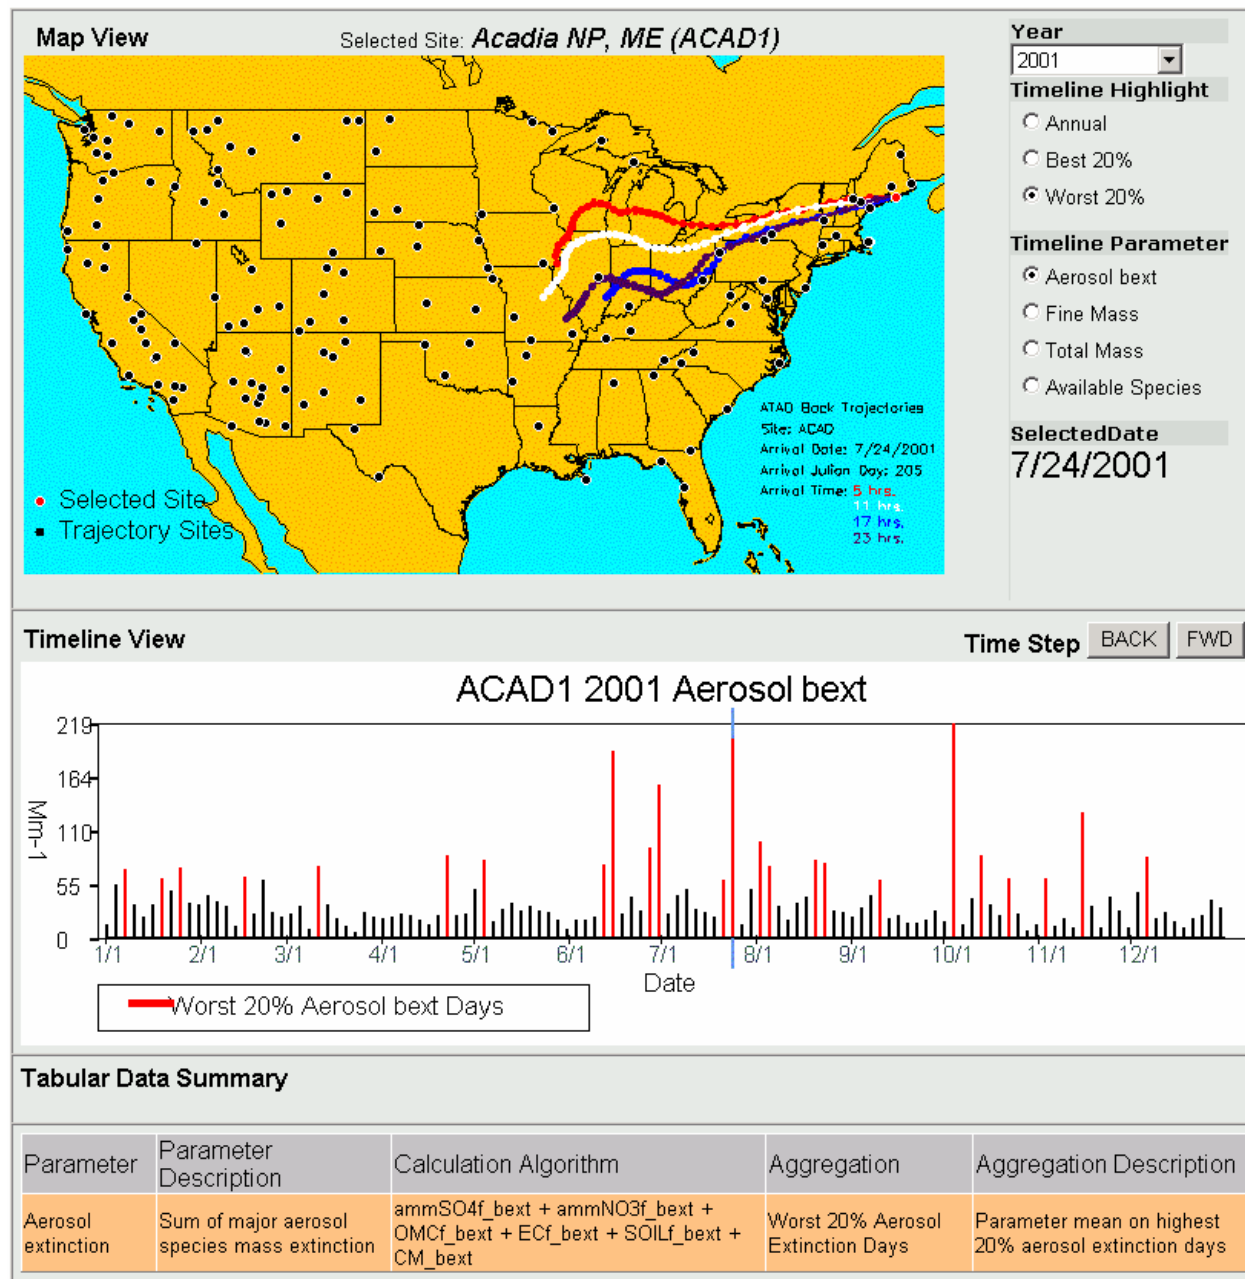 Map View
Selected Site: Acadia NP, ME (ACAD1)
Year
2001
Timeline Highlight
Annual
Best 20%
Worst 20%
Timeline Parameter
Aerosol bext
Fine Mass
Total Mass
Available Species
SelectedDate
7/24/2001
ATAD Back Trajectories
Site: ACAD
Arrival Date: 7/24/2001
Arrival Julian Day: 205
Arrival Time: 5 hrs.
11 hrs.
17 hrs.
23 hrs.
Selected Site
Trajectory Sites
Timeline View
Time Step BACK FWD
ACAD1 2001 Aerosol bext
219
164
110
55
0
Mm-1
1/1 2/1 3/1 4/1 5/1 6/1 7/1 8/1 9/1 10/1 11/1 12/1
Date
Worst 20% Aerosol bext Days
Tabular Data Summary
Parameter
Parameter
Description
Calculation Algorithm
Aggregation
Aggregation Description
Aerosol
extinction
Sum of major aerosol
species mass extinction
ammSO4f_bext + ammNO3f_bext +
OMCf_bext + ECf_bext + SOILf_bext +
CM_bext
Worst 20% Aerosol
Extinction Days
Parameter mean on highest
20% aerosol extinction days